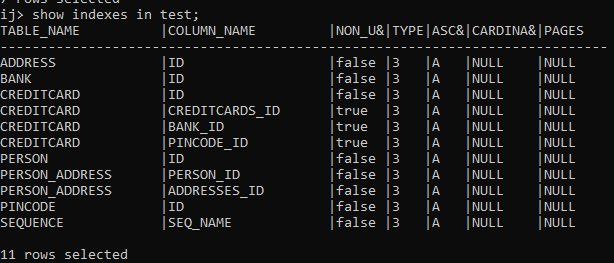 7 rows selected
ij> show indexes in test;
TABLE_NAME |COLUMN_NAME |NON_U&|TYPE|ASC&|CARDINA&|PAGES
----------------------------------------------------------------------------
ADDRESS |ID |false |3 |A |NULL |NULL
BANK |ID |false |3 |A |NULL |NULL
CREDITCARD |ID |false |3 |A |NULL |NULL
CREDITCARD |CREDITCARDS_ID |true |3 |A |NULL |NULL
CREDITCARD |BANK_ID |true |3 |A |NULL |NULL
CREDITCARD |PINCODE_ID |true |3 |A |NULL |NULL
PERSON |ID |false |3 |A |NULL |NULL
PERSON_ADDRESS |PERSON_ID |false |3 |A |NULL |NULL
PERSON_ADDRESS |ADDRESSES_ID |false |3 |A |NULL |NULL
PINCODE |ID |false |3 |A |NULL |NULL
SEQUENCE |SEQ_NAME |false |3 |A |NULL |NULL
11 rows selected